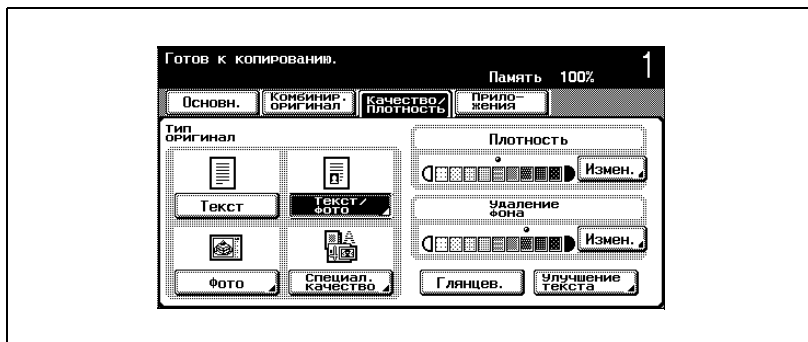 Готов к копированию.
Память 100%
1
Основн.
Комбинир.
оригинал
Качество/
плотность
Прило-
жения
Тип
оригинал
Плотность
Измен.
Текст
Текст/
фото
Удаление
фона
Измен.
Фото
Специал.
качество
Глянцев.
Улучшение
текста